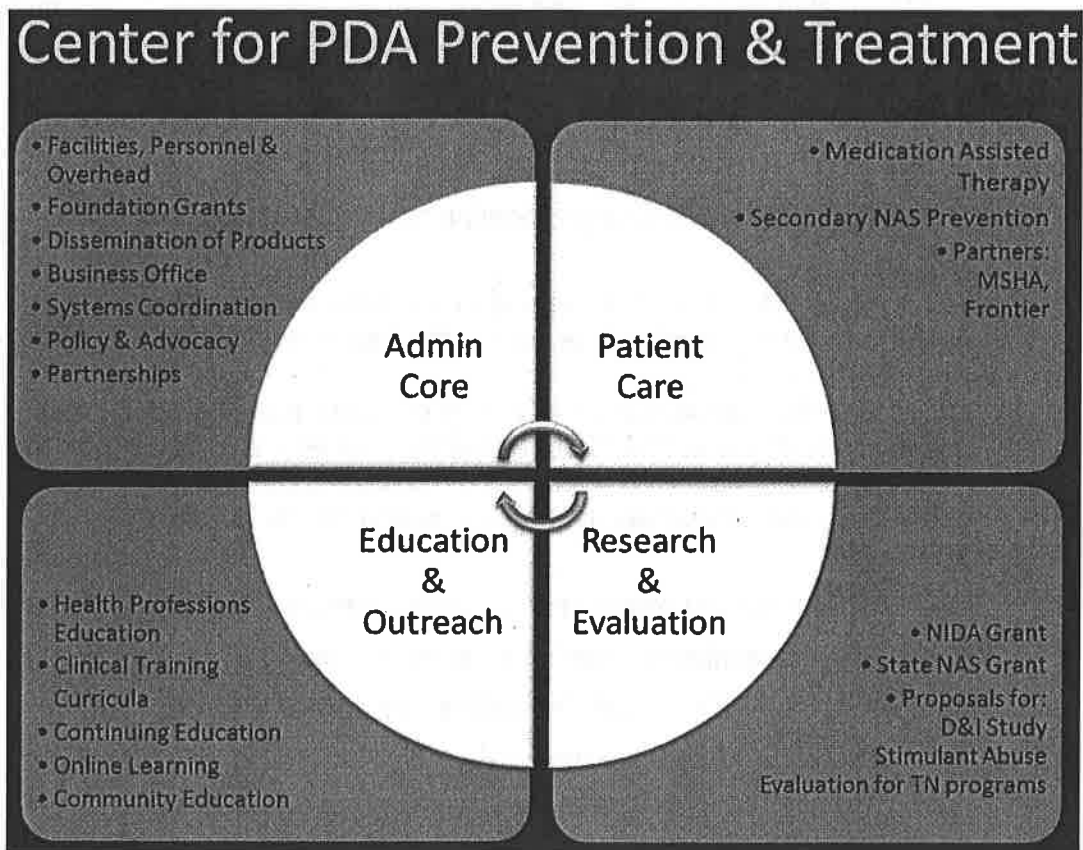 Center for PDA Prevention & Treatment
• Facilities, Personnel &
Overhead
• Foundation Grants
• Dissemination of Products
• Business Office
• Systems Coordination
• Policy & Advocacy
• Partnerships
Admin
Core
• Medication Assisted
Therapy
• Secondary NAS Prevention
• Partners:
MSHA,
Frontier
Patient
Care
Education
&
Outreach
• Health Professions
Education
• Clinical Training
Curricula
• Continuing Education
• Online Learning
• Community Education
Research
&
Evaluation
• NIDA Grant
• State NAS Grant
• Proposals for:
D&I Study
Stimulant Abuse
Evaluation for TN programs